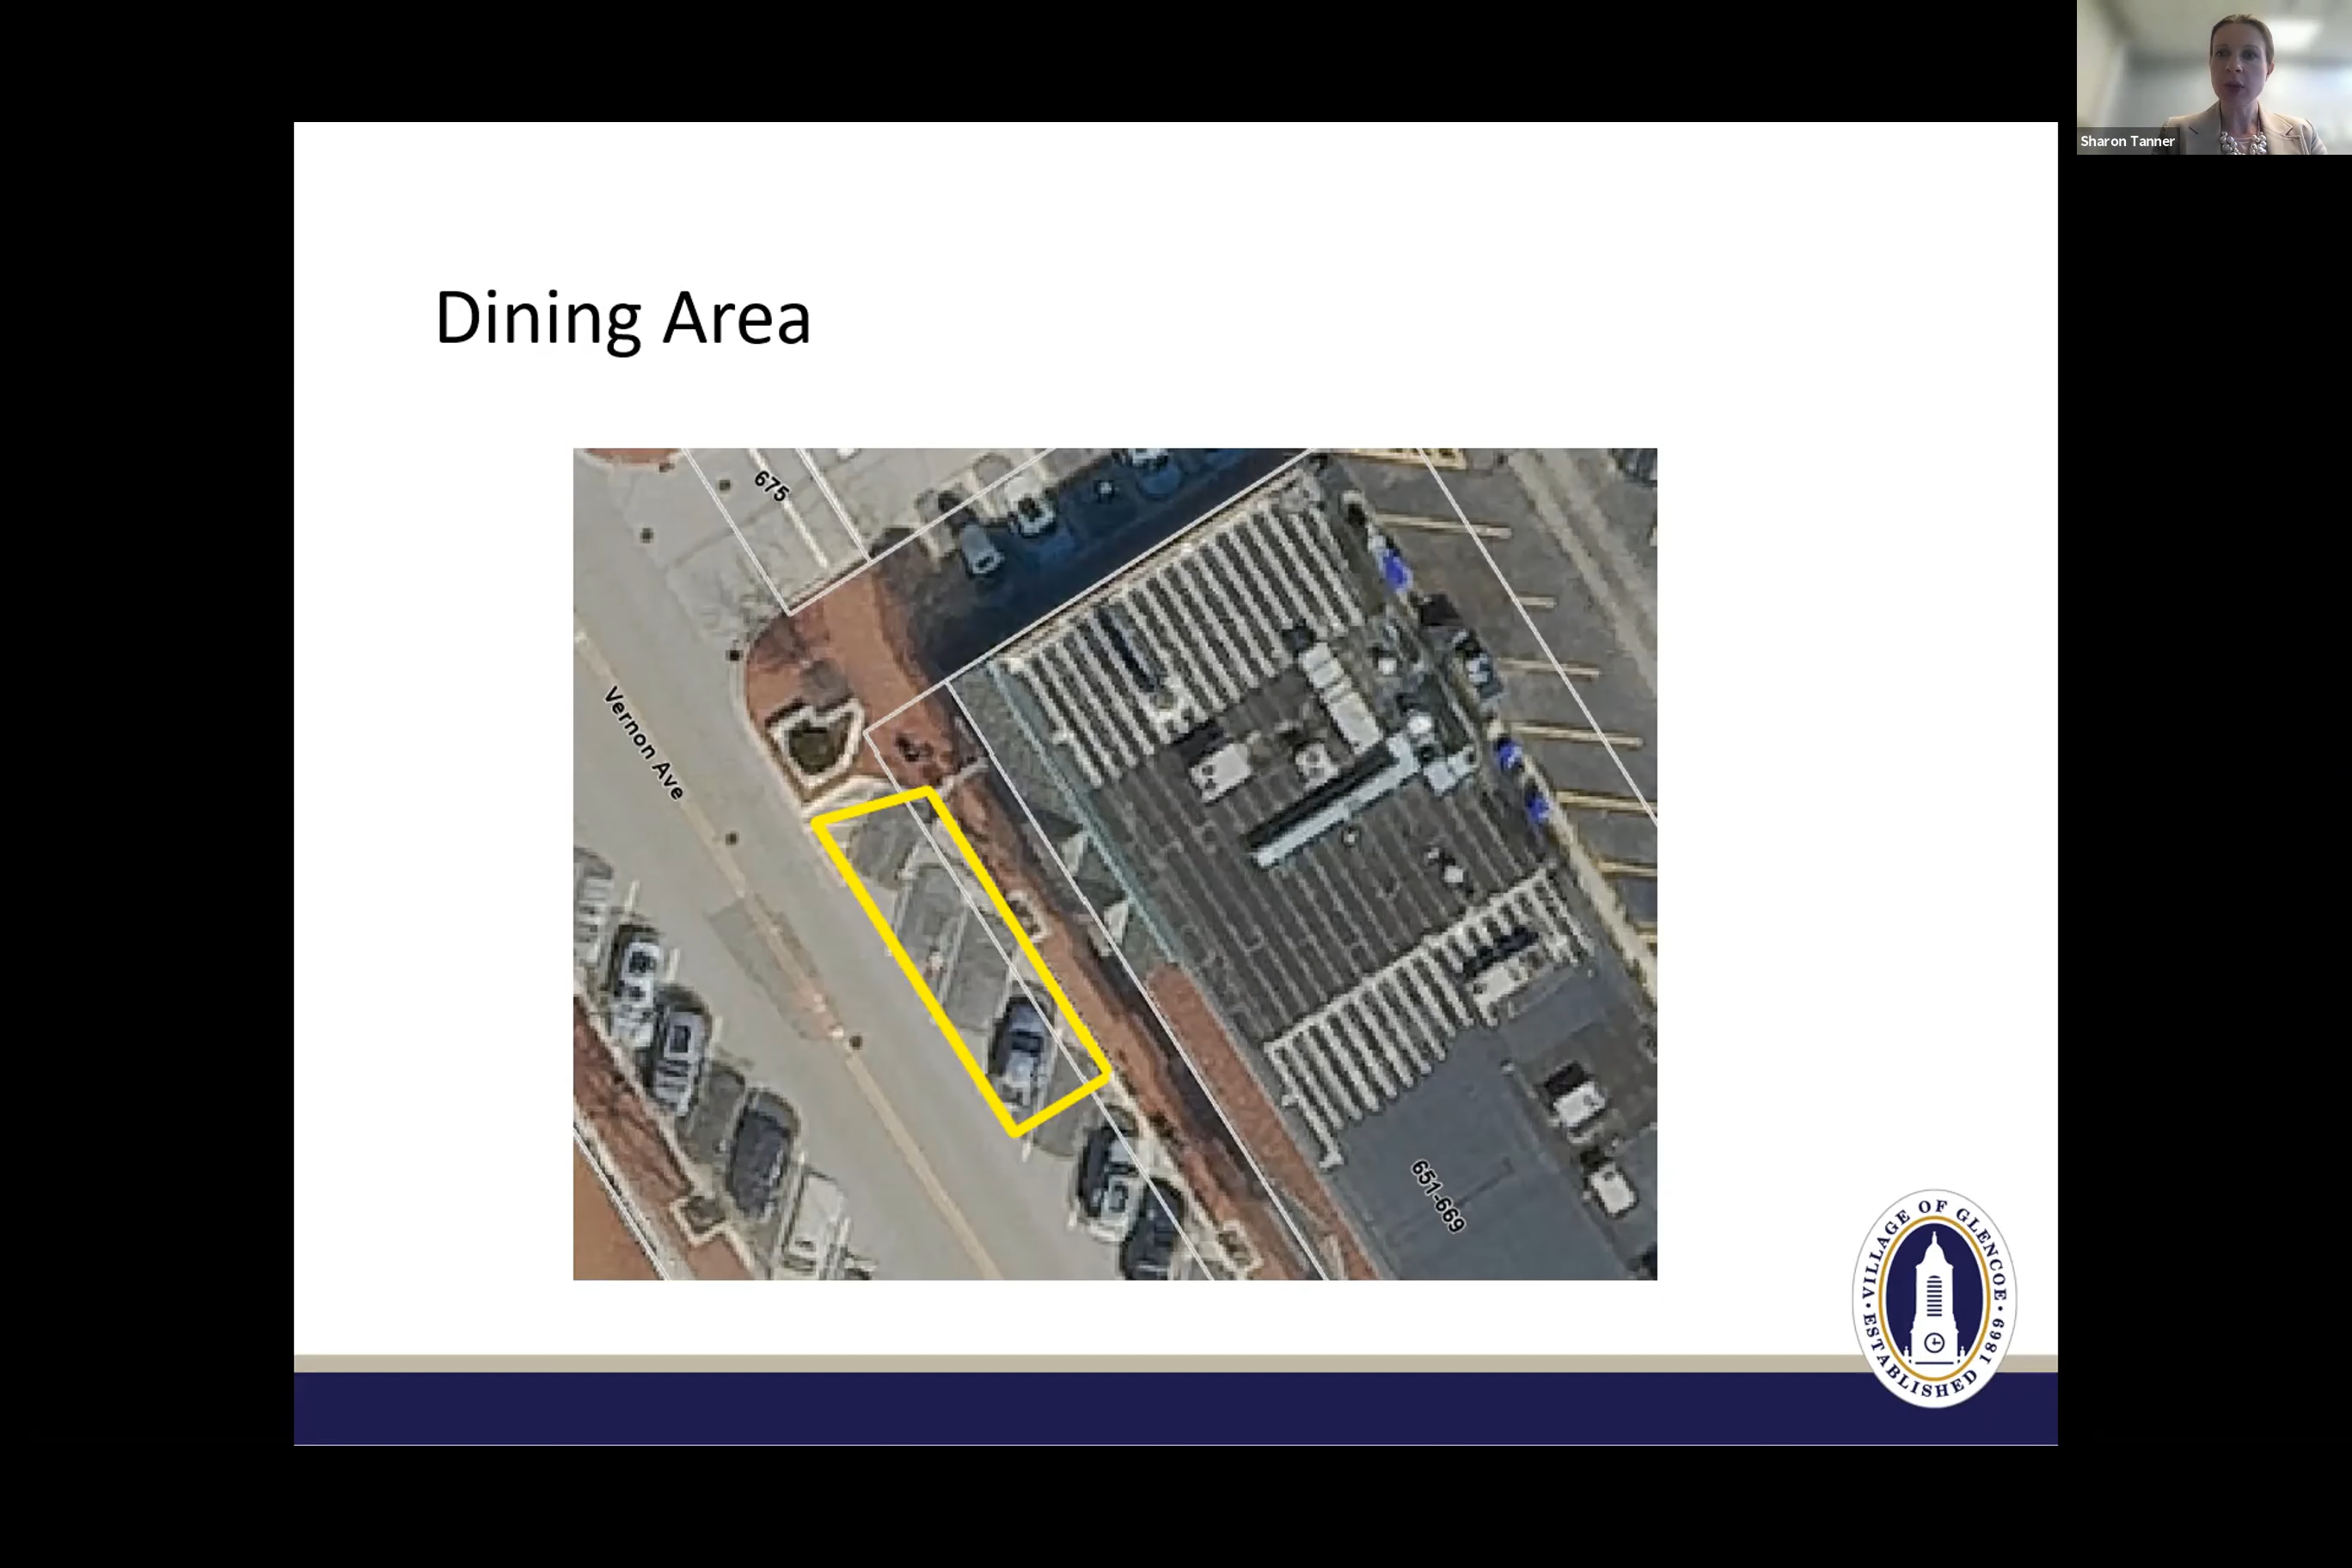 Sharon Tanner
Dining Area
675
Vernon Ave
651-669
VILLAGE OF GLENCOE
ESTABLISHED 1869